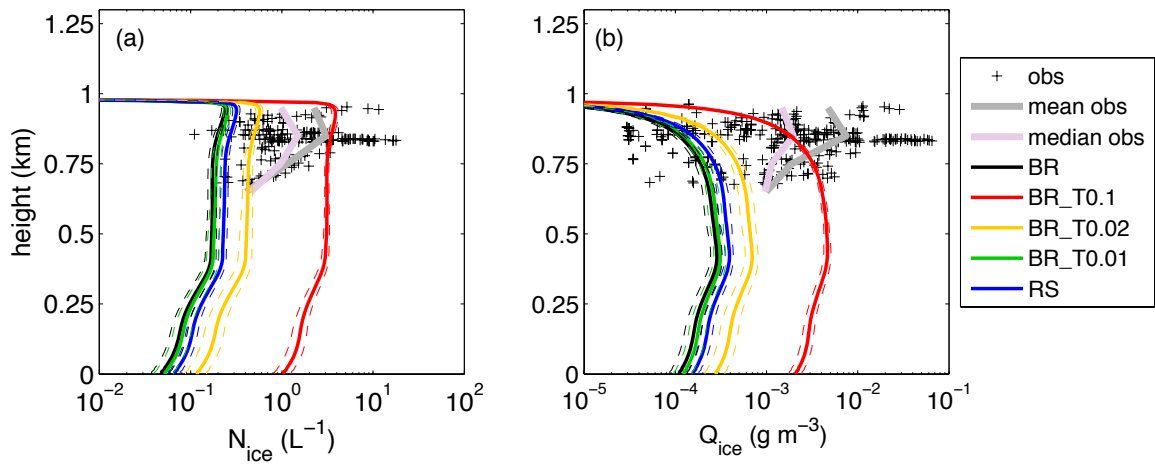 (a)
1.25
1
0.75
0.5
0.25
0
height (km)
10⁻² 10⁻¹ 10⁰ 10¹ 10²
N_ice (L⁻¹)
(b)
1.25
1
0.75
0.5
0.25
0
10⁻⁵ 10⁻⁴ 10⁻³ 10⁻² 10⁻¹
Q_ice (g m⁻³)
obs
mean obs
median obs
BR
BR_T0.1
BR_T0.02
BR_T0.01
RS